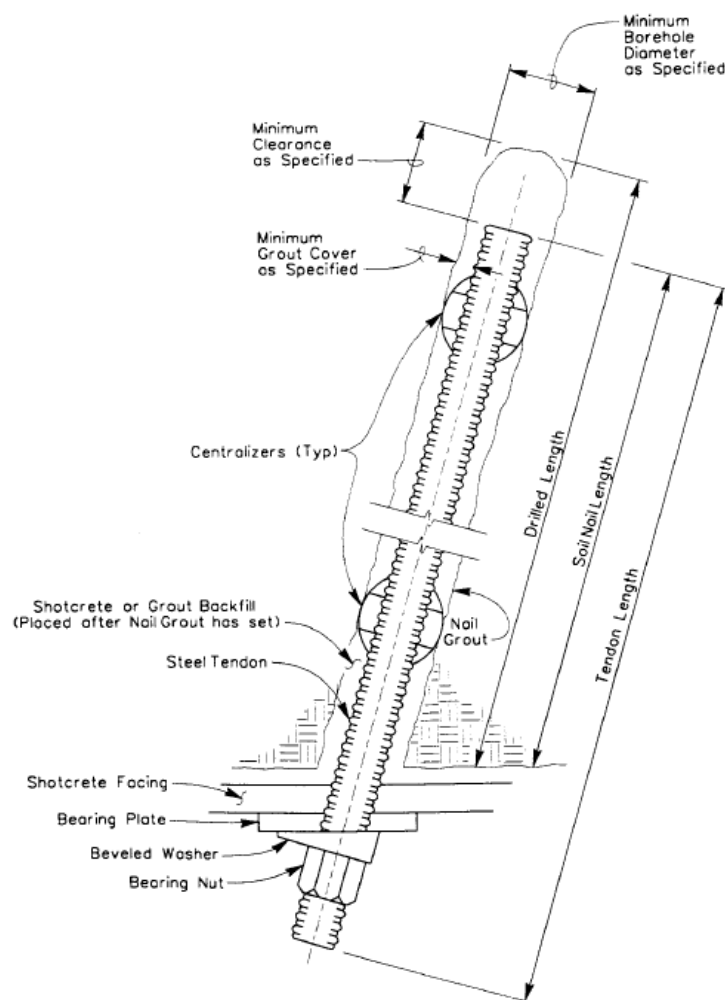 Minimum
Borehole
Diameter
as Specified
Minimum
Clearance
as Specified
Minimum
Grout Cover
as Specified
Centralizers (Typ)
Drilled Length
Soil Nail Length
Tendon Length
Shotcrete or Grout Backfill
(Placed after Nail Grout has set)
Nail
Grout
Steel Tendon
Shotcrete Facing
Bearing Plate
Beveled Washer
Bearing Nut